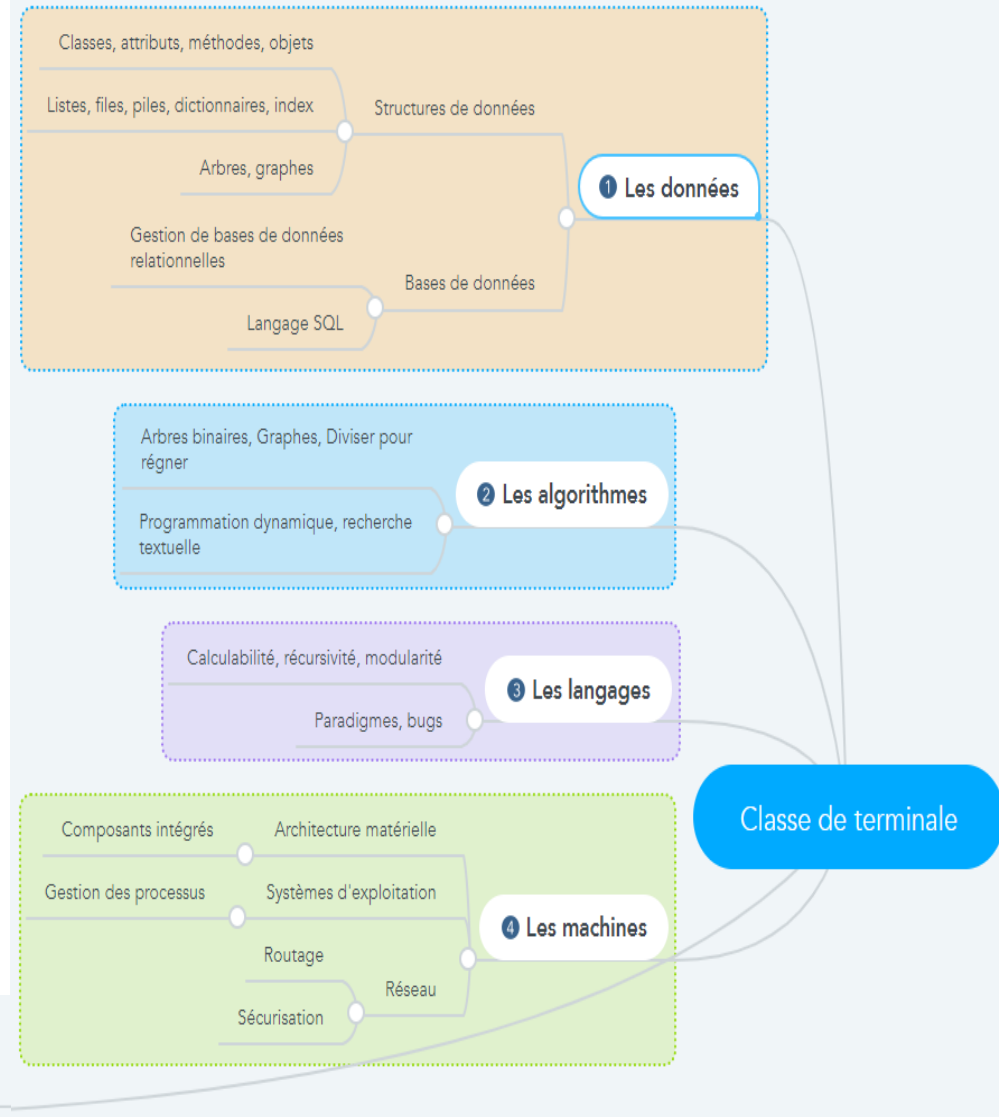 Classes, attributs, méthodes, objets
Listes, files, piles, dictionnaires, index
Arbres, graphes
Structures de données
❶ Les données
Gestion de bases de données
relationnelles
Langage SQL
Bases de données
Arbres binaires, Graphes, Diviser pour
régner
Programmation dynamique, recherche
textuelle
❷ Les algorithmes
Calculabilité, récursivité, modularité
Paradigmes, bugs
❸ Les langages
Classe de terminale
Composants intégrés
Architecture matérielle
Gestion des processus
Systèmes d'exploitation
❹ Les machines
Routage
Sécurisation
Réseau